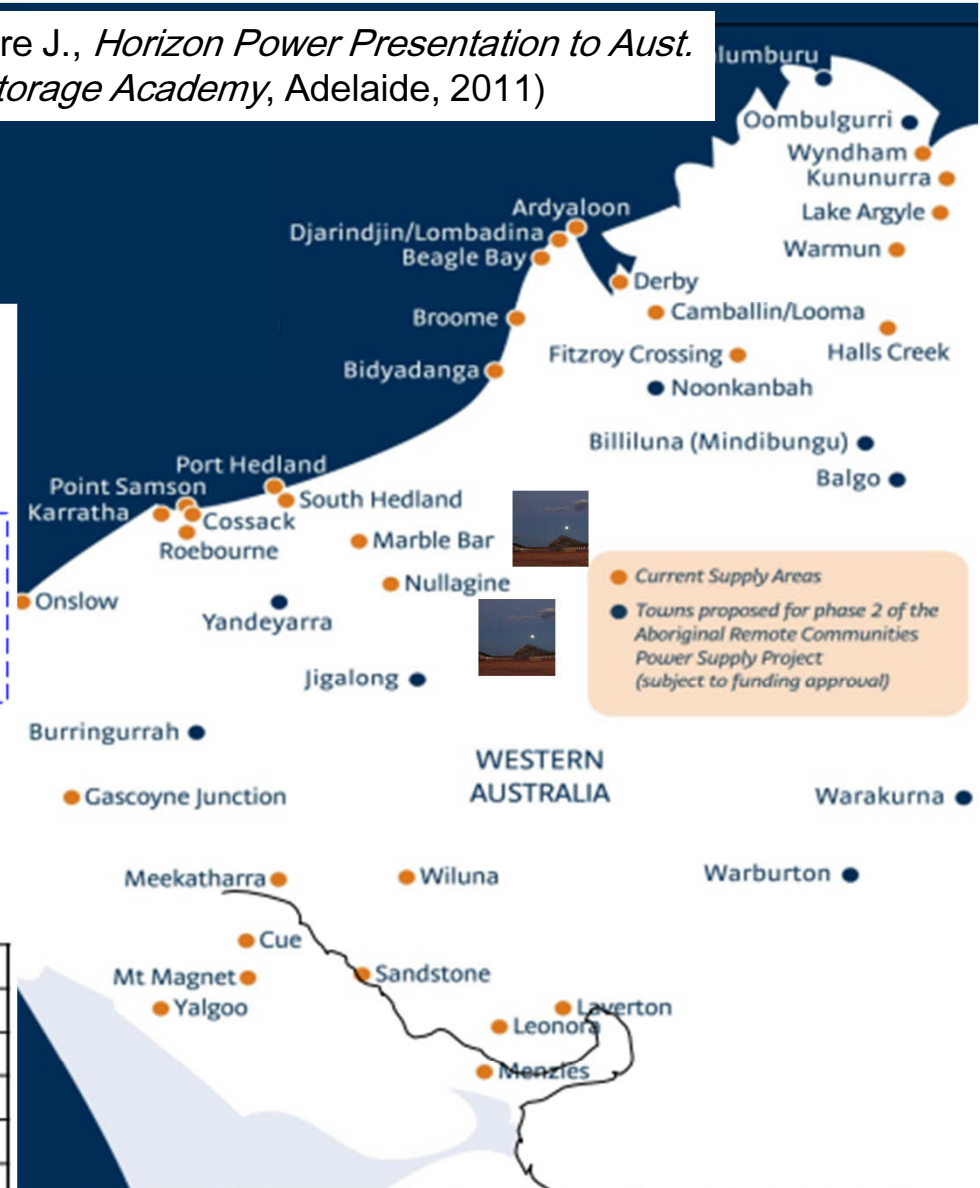 re J., Horizon Power Presentation to Aust.
torage Academy, Adelaide, 2011)
lumburu
Oombulgurri
Wyndham
Kununurra
Ardyaloon
Lake Argyle
Djarindjin/Lombadina
Warmun
Beagle Bay
Derby
Camballin/Looma
Broome
Fitzroy Crossing
Halls Creek
Bidyadanga
Noonkanbah
Billiluna (Mindibungu)
Port Hedland
Balgo
Point Samson
South Hedland
Karratha
Cossack
Roebourne
Marble Bar
Current Supply Areas
Nullagine
Onslow
Towns proposed for phase 2 of the
Aboriginal Remote Communities
Power Supply Project
(subject to funding approval)
Yandeyarra
Jigalong
Burringurrah
WESTERN
AUSTRALIA
Gascoyne Junction
Warakurna
Meekatharra
Wiluna
Warburton
Cue
Mt Magnet
Sandstone
Yalgoo
Laverton
Leonora
Menzies